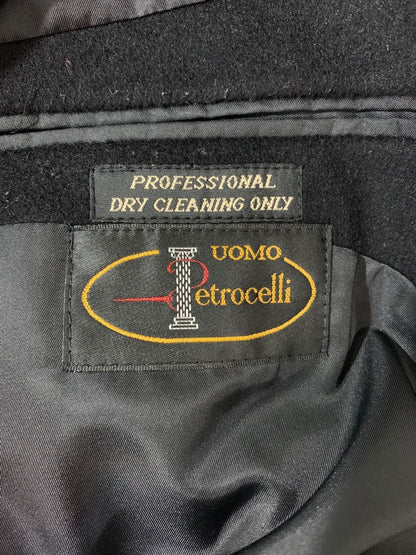 PROFESSIONAL
DRY CLEANING ONLY
UOMO
Petrocelli